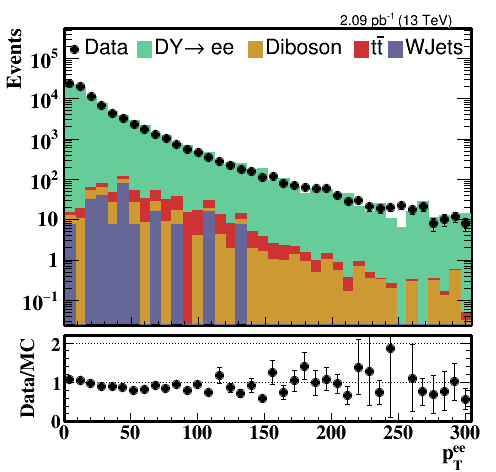 2.09 pb⁻¹ (13 TeV)
Events
Data DY→ ee Diboson tt̄ WJets
10⁵
10⁴
10³
10²
10
1
10⁻¹
Data/MC
2
1
0
0 50 100 150 200 250 300
p_T^ee